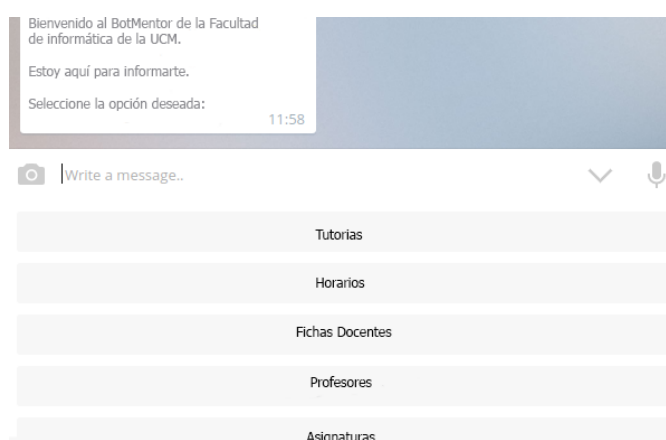 Bienvenido al BotMentor de la Facultad
de informática de la UCM.
Estoy aquí para informarte.
Seleccione la opción deseada:
11:58
Write a message..
Tutorias
Horarios
Fichas Docentes
Profesores
Asignaturas